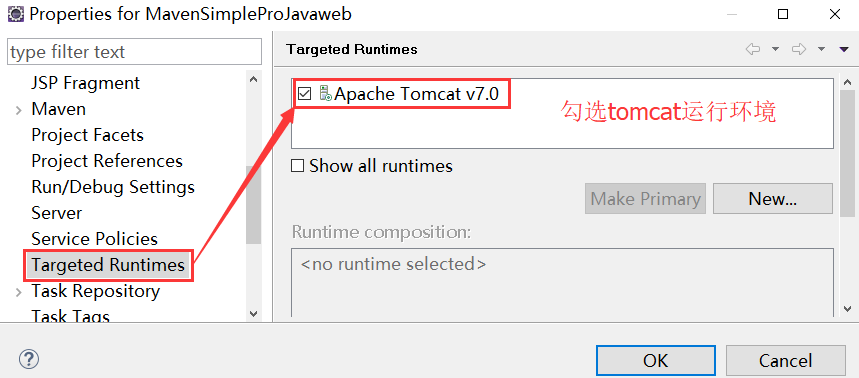 Properties for MavenSimpleProJavaweb
type filter text
JSP Fragment
Maven
Project Facets
Project References
Run/Debug Settings
Server
Service Policies
Targeted Runtimes
Task Repository
Task Tags
Targeted Runtimes
Apache Tomcat v7.0
勾选tomcat运行环境
Show all runtimes
Make Primary
New...
Runtime composition:
<no runtime selected>
?
OK
Cancel